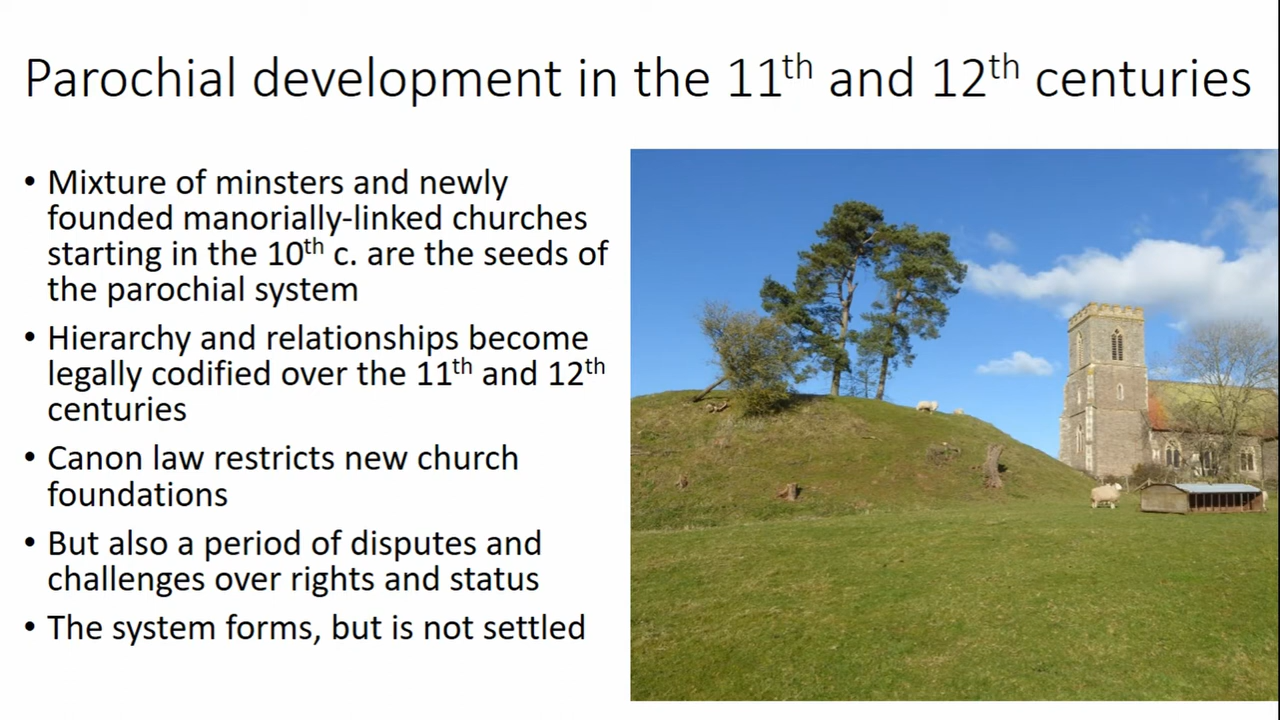 Parochial development in the 11th and 12th centuries
• Mixture of minsters and newly
founded manorially-linked churches
starting in the 10th c. are the seeds of
the parochial system
• Hierarchy and relationships become
legally codified over the 11th and 12th
centuries
• Canon law restricts new church
foundations
• But also a period of disputes and
challenges over rights and status
• The system forms, but is not settled